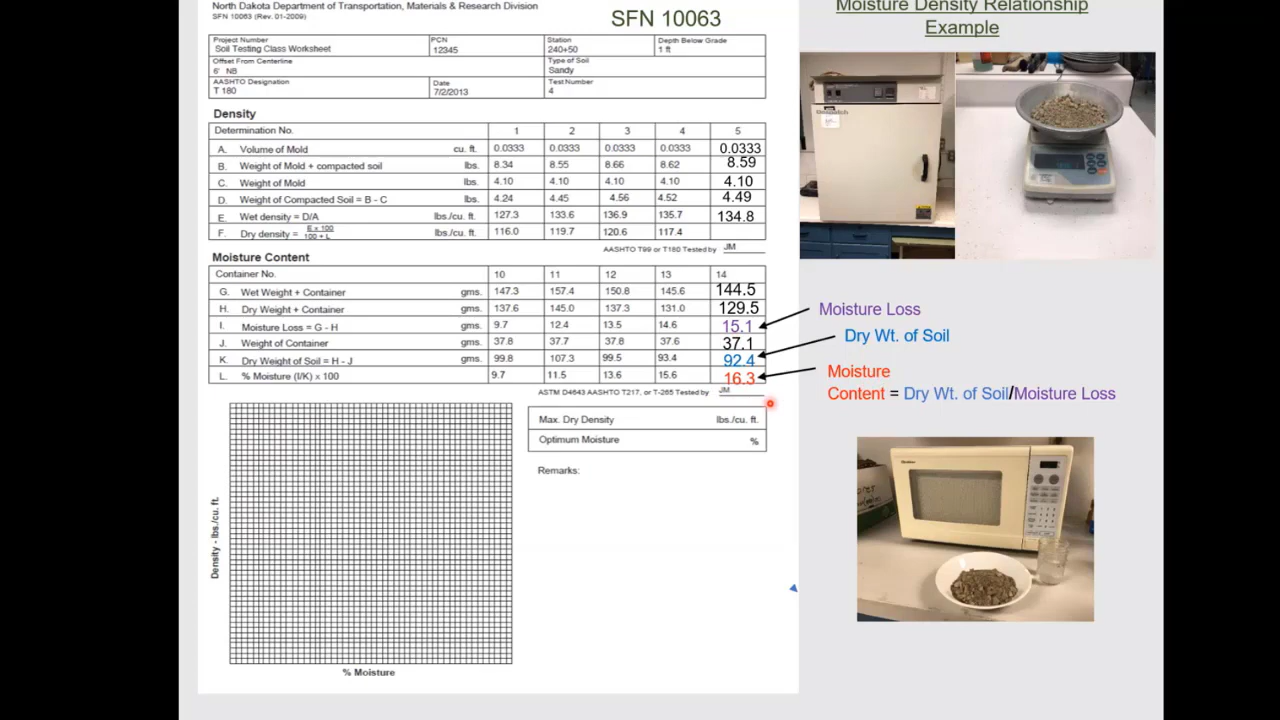 North Dakota Department of Transportation, Materials & Research Division
SFN 10063 (Rev. 01-2009)
SFN 10063
Project Number PCN Station Depth Below Grade
Soil Testing Class Worksheet 12345 240+50 1 ft
Offset From Centerline Type of Soil
6' NB Sandy
AASHTO Designation Date Test Number
T 180 7/2/2013 4
Density
Determination No. 1 2 3 4 5
A. Volume of Mold cu. ft. 0.0333 0.0333 0.0333 0.0333 0.0333
B. Weight of Mold + compacted soil lbs. 8.34 8.55 8.66 8.62 8.59
C. Weight of Mold lbs. 4.10 4.10 4.10 4.10 4.10
D. Weight of Compacted Soil = B - C lbs. 4.24 4.45 4.56 4.52 4.49
E. Wet density = D/A lbs./cu. ft. 127.3 133.6 136.9 135.7 134.8
F. Dry density = E x 100 / 100 + L lbs./cu. ft. 116.0 119.7 120.6 117.4
AASHTO T99 or T180 Tested by JM
Moisture Content
Container No. 10 11 12 13 14
G. Wet Weight + Container gms. 147.3 157.4 150.8 145.6 144.5
H. Dry Weight + Container gms. 137.6 145.0 137.3 131.0 129.5
I. Moisture Loss = G - H gms. 9.7 12.4 13.5 14.6 15.1
J. Weight of Container gms. 37.8 37.7 37.8 37.6 37.1
K. Dry Weight of Soil = H - J gms. 99.8 107.3 99.5 93.4 92.4
L. % Moisture (I/K) x 100 9.7 11.5 13.6 15.6 16.3
ASTM D4643 AASHTO T217, or T-265 Tested by JM
Max. Dry Density lbs./cu. ft.
Optimum Moisture %
Remarks:
Density - lbs./cu. ft.
% Moisture
Moisture Density Relationship
Example
Moisture Loss
Dry Wt. of Soil
Moisture
Content = Dry Wt. of Soil/Moisture Loss